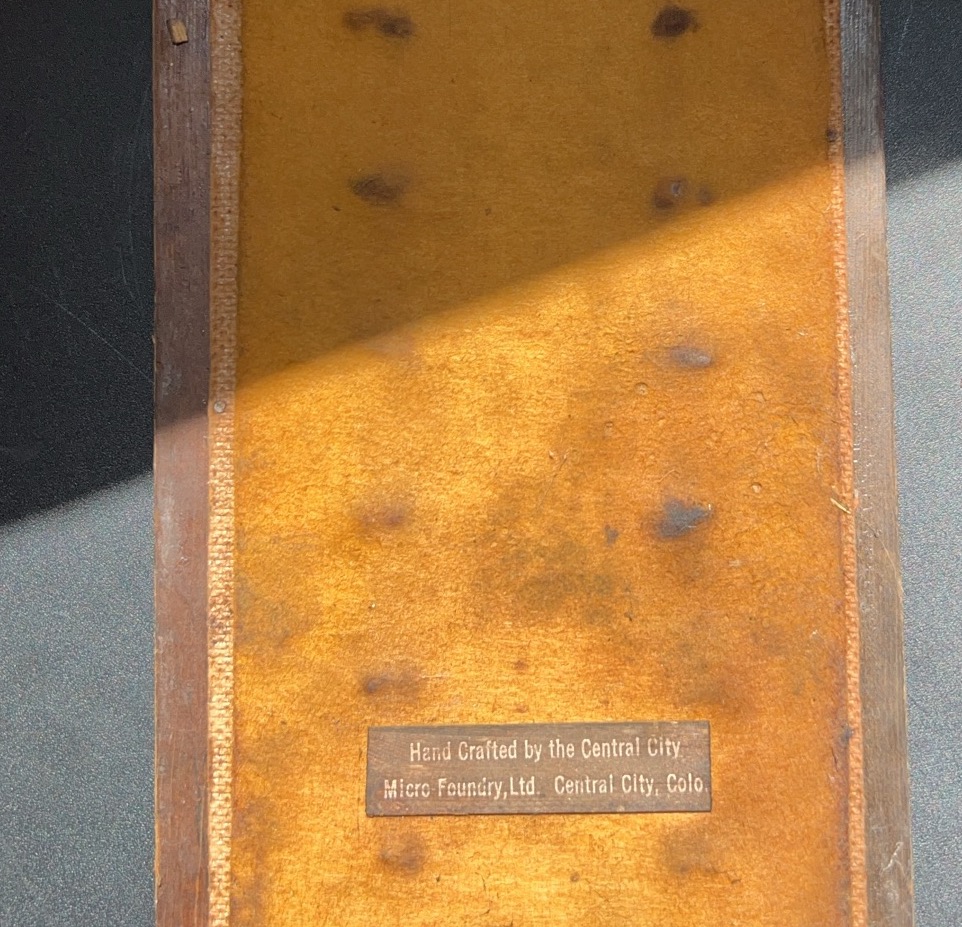 Hand Crafted by the Central City
Micro Foundry,Ltd. Central City, Colo.